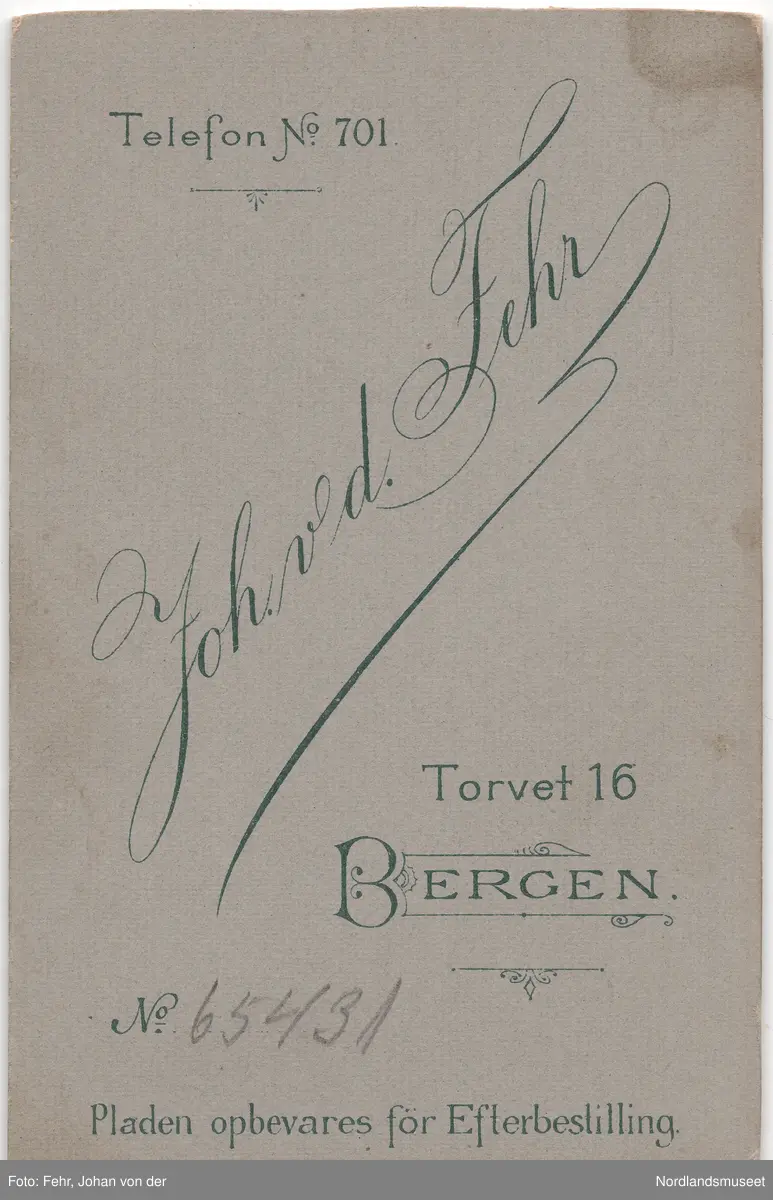 Telefon No. 701.
Joh. v d. Fehr
Torvet 16
BERGEN.
No. 65431
Pladen opbevares för Efterbestilling.
Foto: Fehr, Johan von der
Nordlandsmuseet